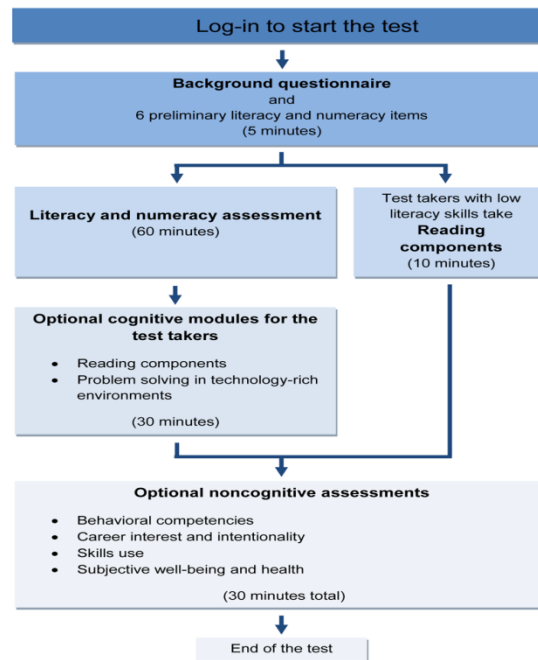 Log-in to start the test
Background questionnaire
and
6 preliminary literacy and numeracy items
(5 minutes)
Literacy and numeracy assessment
(60 minutes)
Test takers with low
literacy skills take
Reading
components
(10 minutes)
Optional cognitive modules for the
test takers
• Reading components
• Problem solving in technology-rich
environments
(30 minutes)
Optional noncognitive assessments
• Behavioral competencies
• Career interest and intentionality
• Skills use
• Subjective well-being and health
(30 minutes total)
End of the test